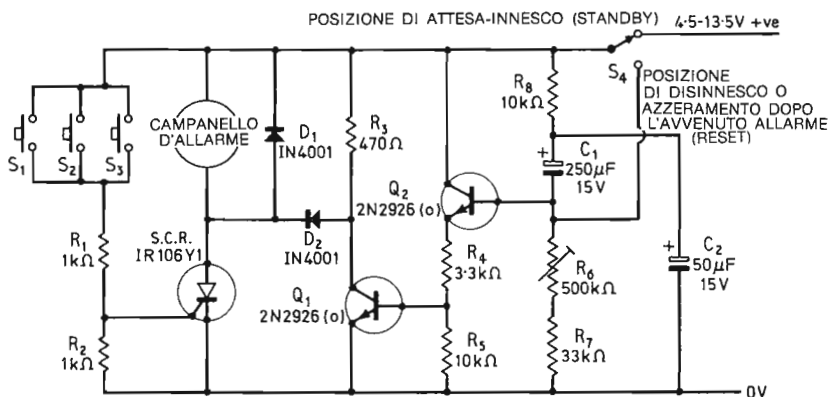 POSIZIONE DI ATTESA-INNESCO (STANDBY)
4·5-13·5V +ve
S4
POSIZIONE
DI DISINNESCO O
AZZERAMENTO DOPO
L'AVVENUTO ALLARME
(RESET)
R8
10kΩ
S1
S2
S3
CAMPANELLO
D'ALLARME
D1
IN4001
R3
470Ω
C1
250μF
15V
+
Q2
2N2926 (o)
R1
1kΩ
S.C.R.
IR106Y1
D2
IN4001
R4
3·3kΩ
R6
500kΩ
+
C2
50μF
15V
Q1
2N2926 (o)
R2
1kΩ
R5
10kΩ
R7
33kΩ
0V